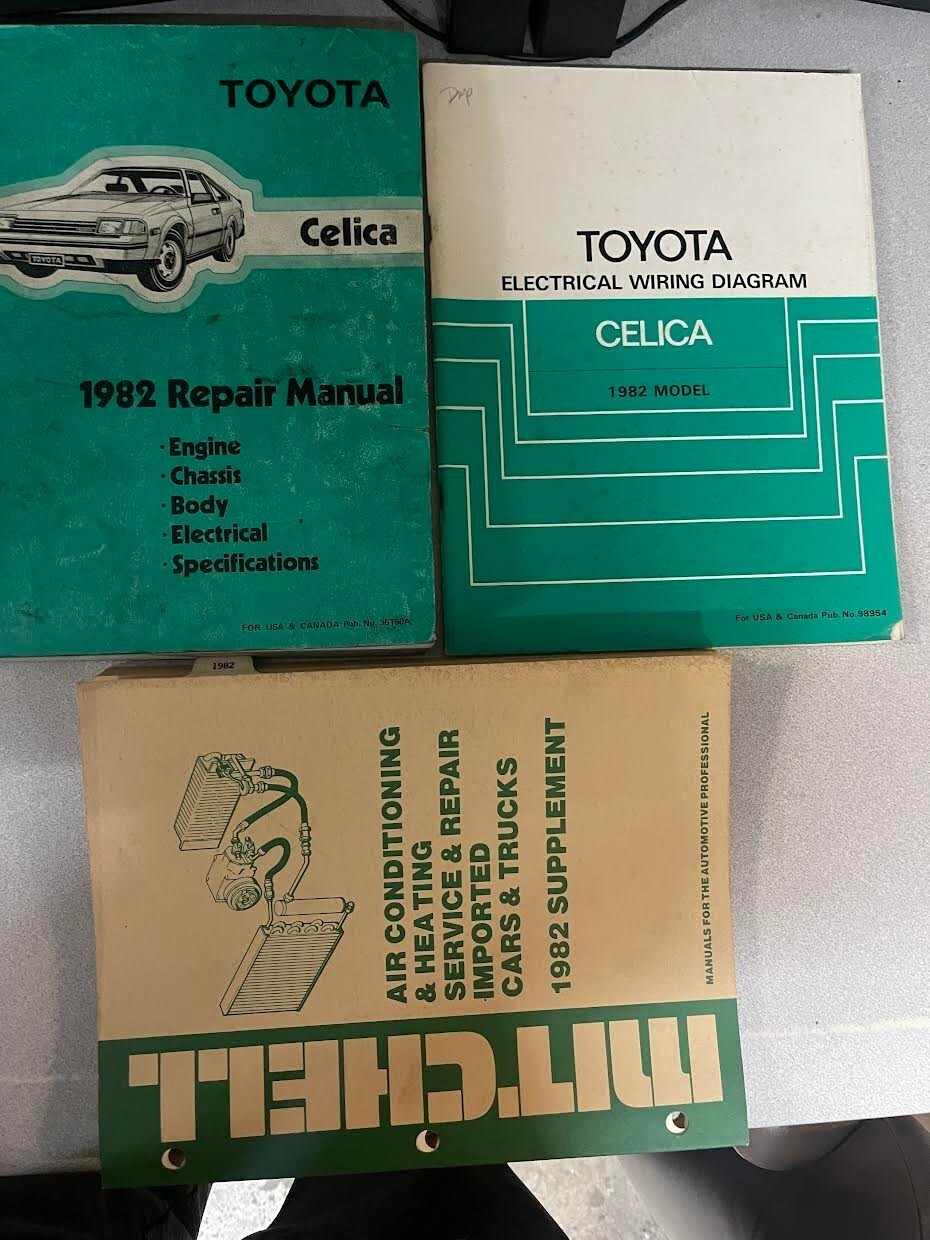 TOYOTA
Celica
TOYOTA
1982 Repair Manual
· Engine
· Chassis
· Body
· Electrical
· Specifications
FOR USA & CANADA Pub. No. 36150A
Dmp
TOYOTA
ELECTRICAL WIRING DIAGRAM
CELICA
1982 MODEL
For USA & Canada Pub. No. 98954
1982
AIR CONDITIONING
& HEATING
SERVICE & REPAIR
IMPORTED
CARS & TRUCKS
1982 SUPPLEMENT
MANUALS FOR THE AUTOMOTIVE PROFESSIONAL
MITCHELL